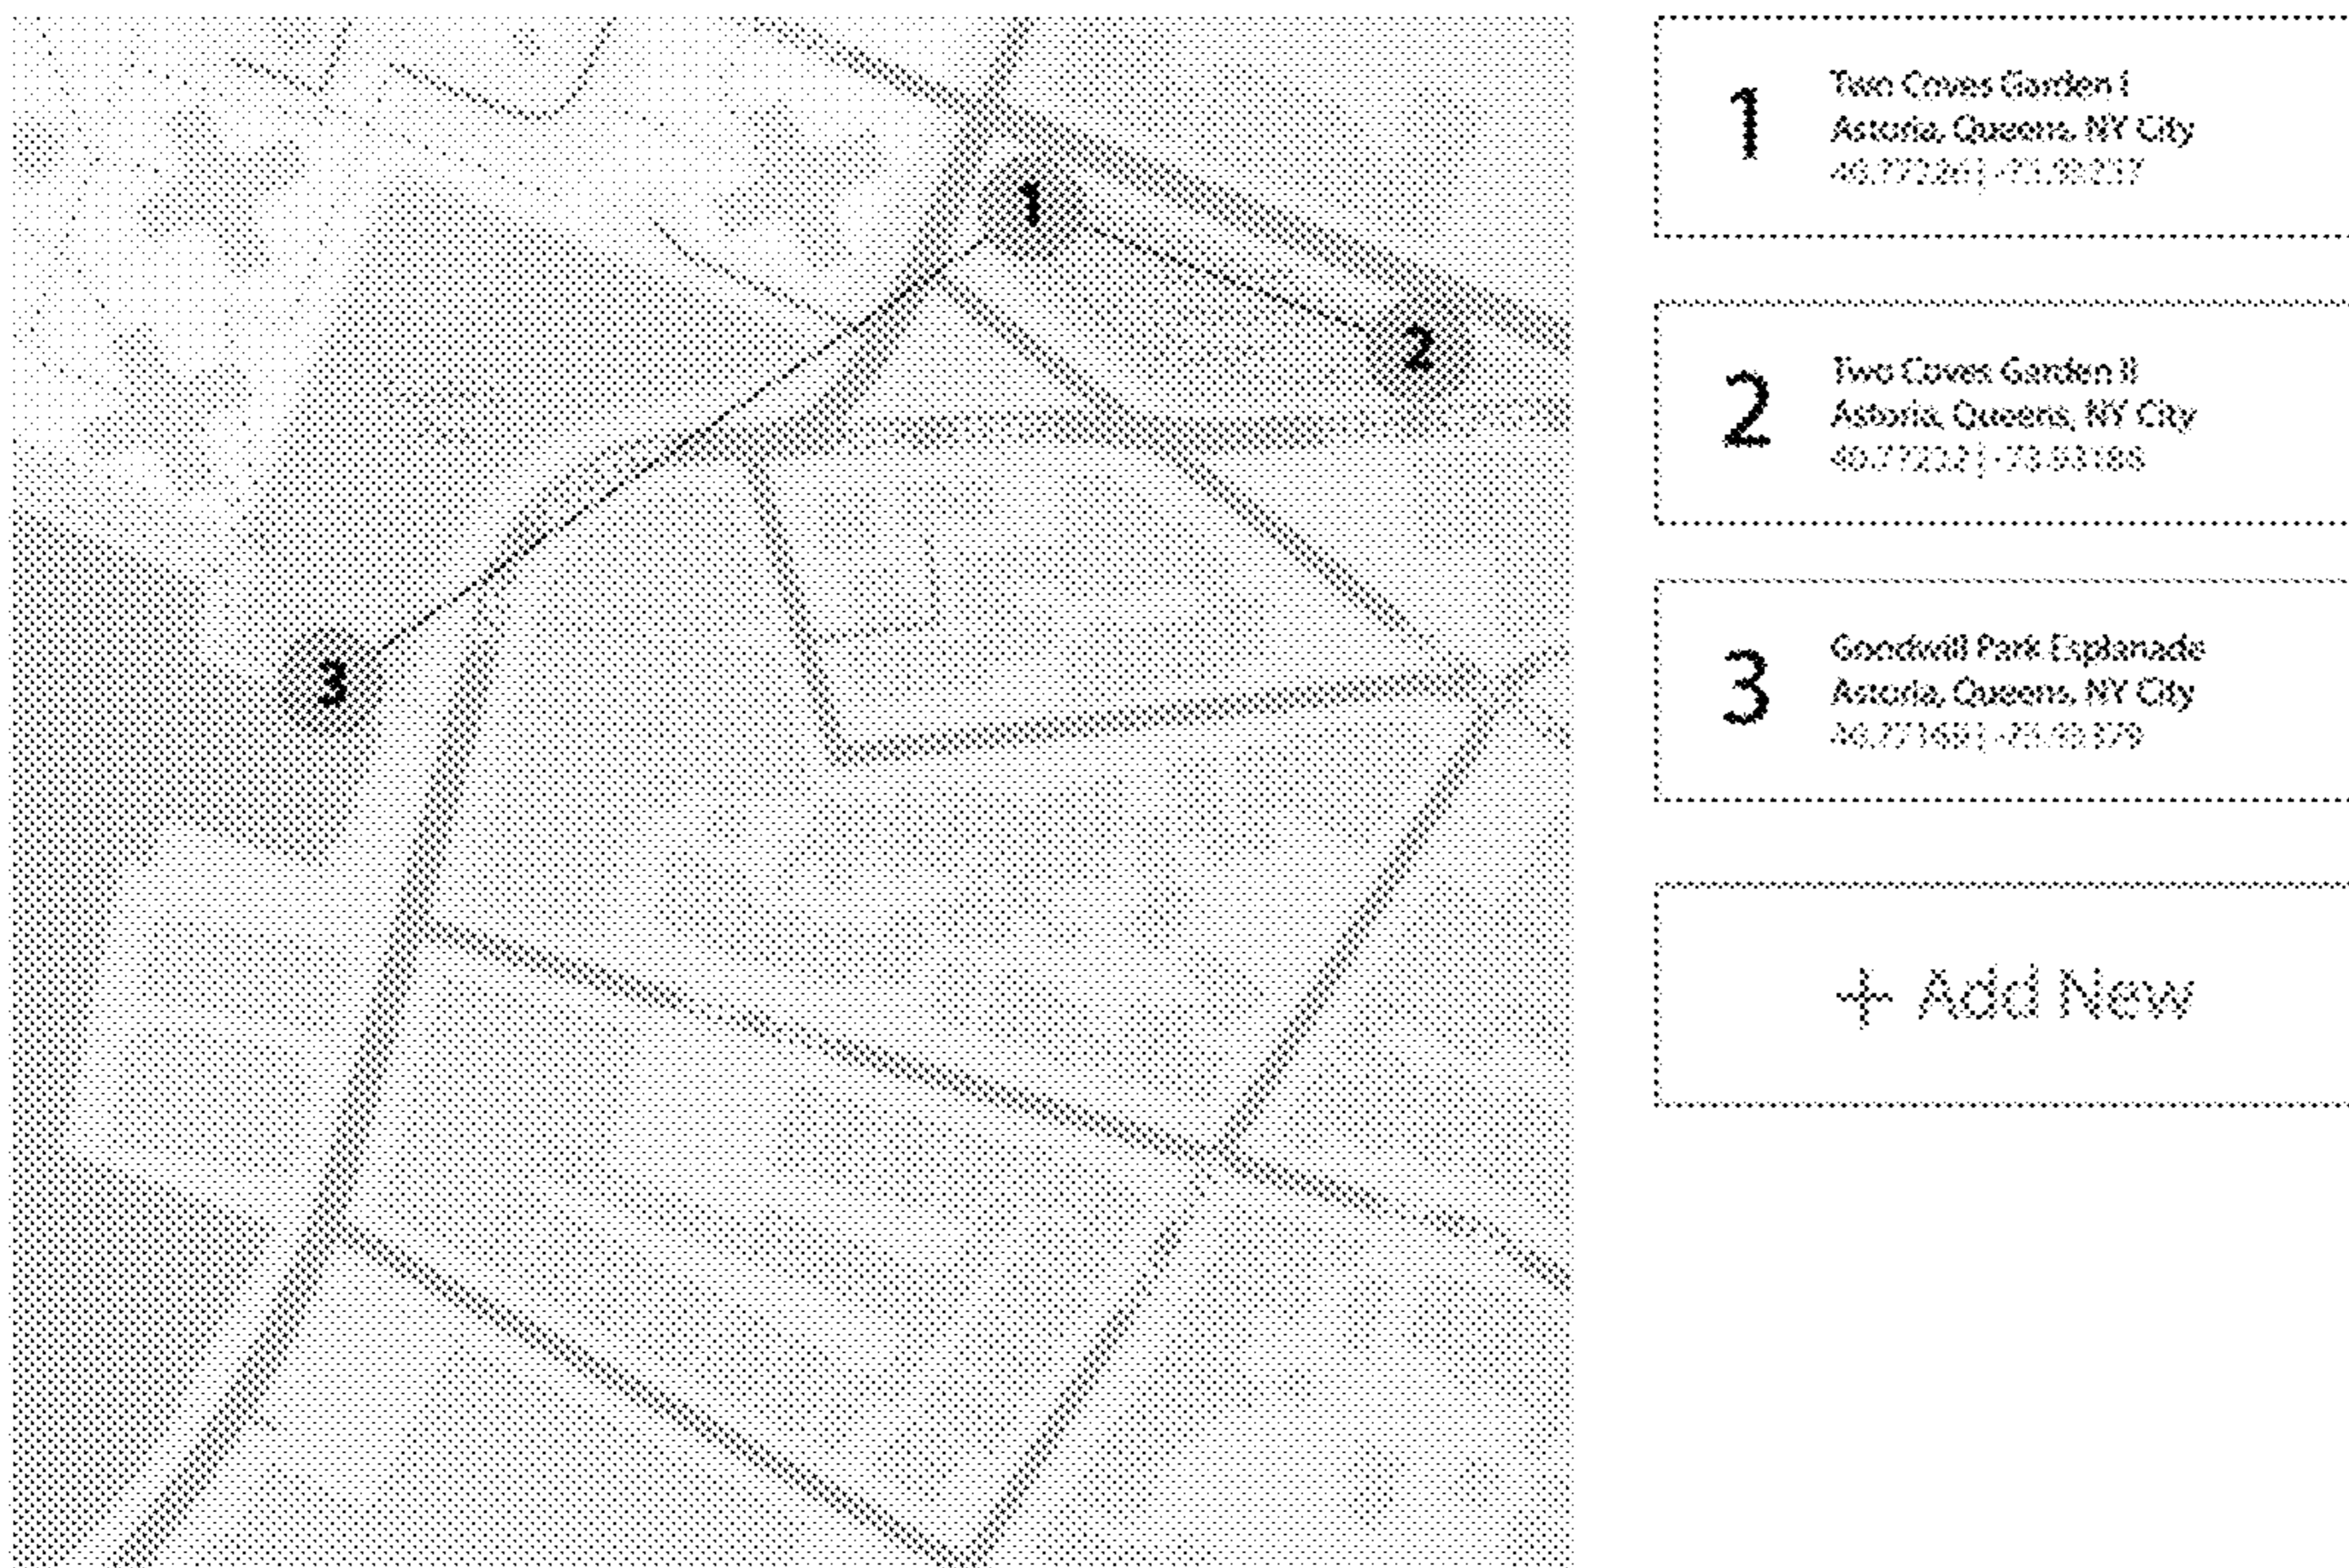 1
2
3
1
Two Coves Garden I
Astoria, Queens, NY City
2
Two Coves Garden II
Astoria, Queens, NY City
3
Goodwill Park Esplanade
Astoria, Queens, NY City
+ Add New